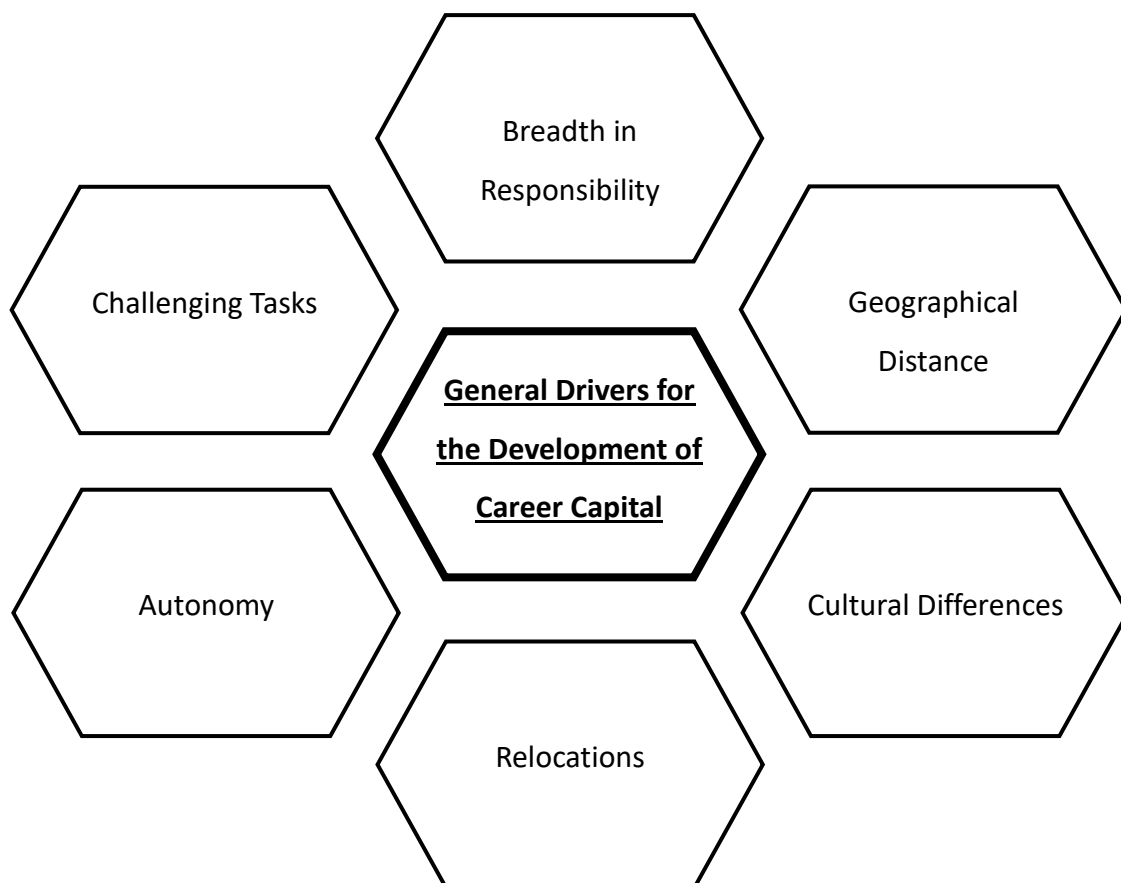 Breadth in
Responsibility
Challenging Tasks
Geographical
Distance
General Drivers for
the Development of
Career Capital
Autonomy
Cultural Differences
Relocations